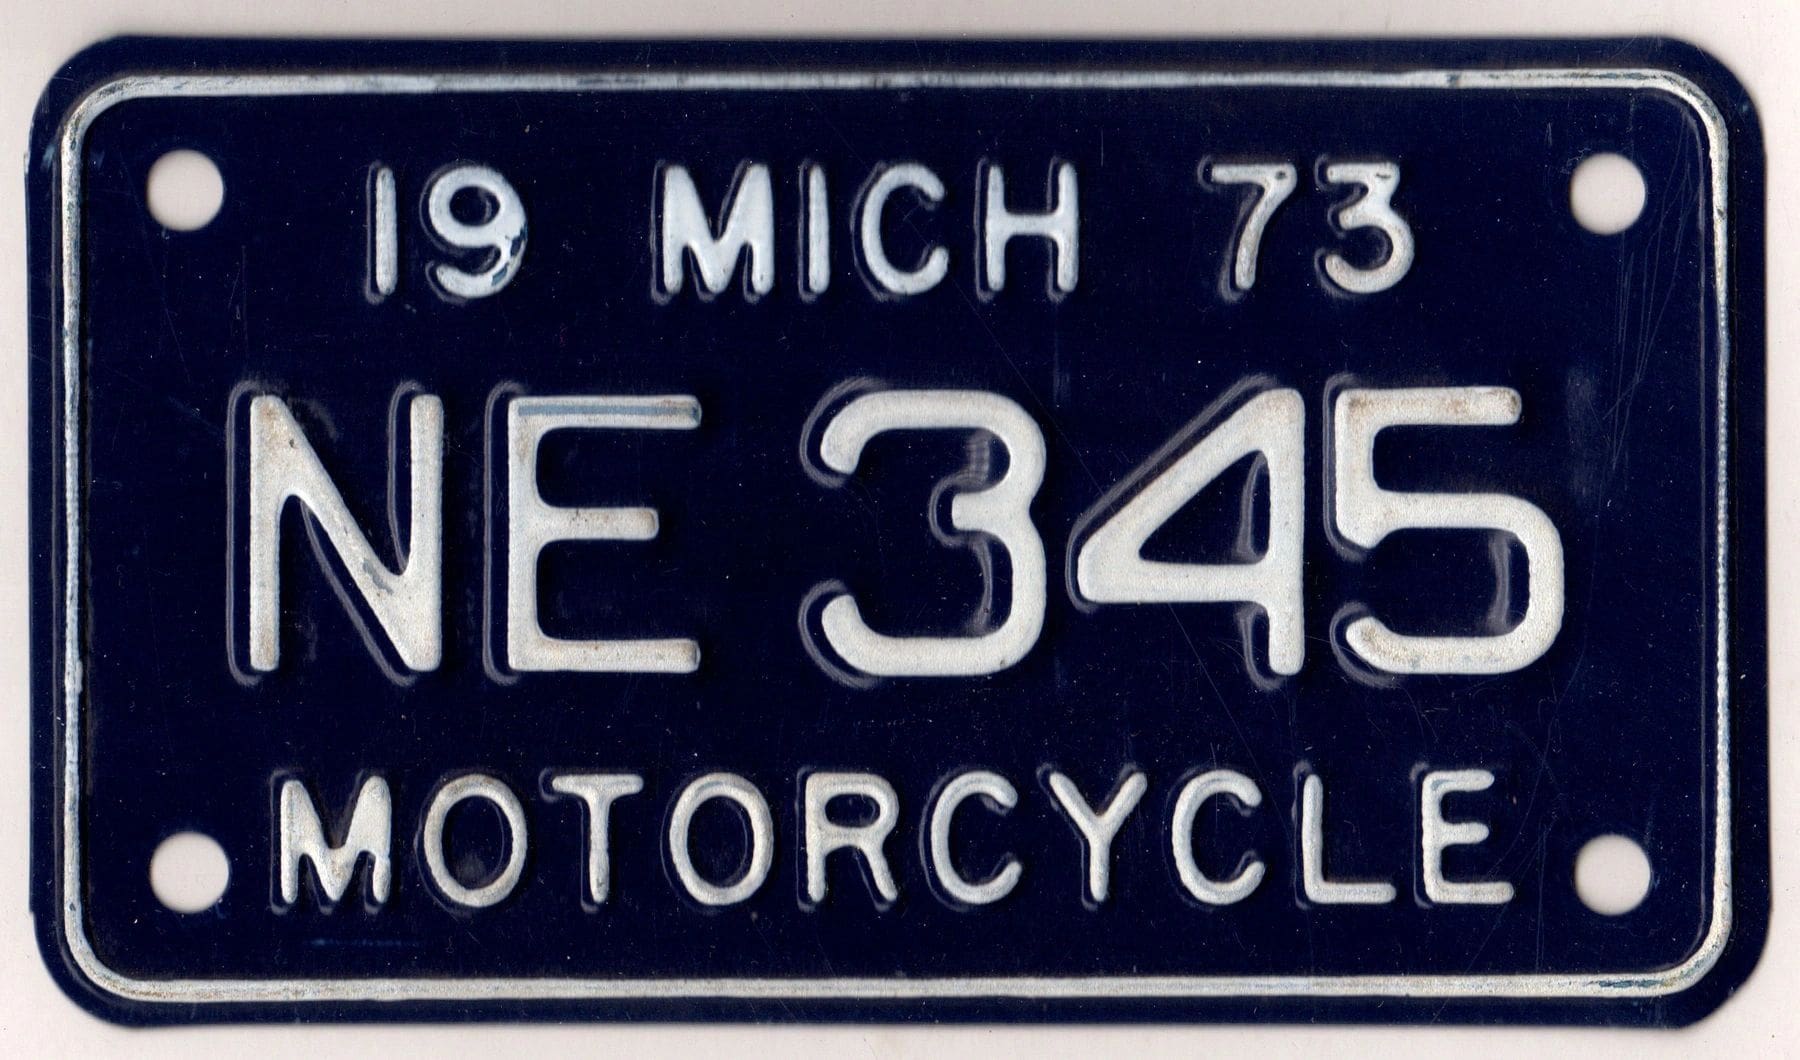 19 MICH 73
NE 345
MOTORCYCLE